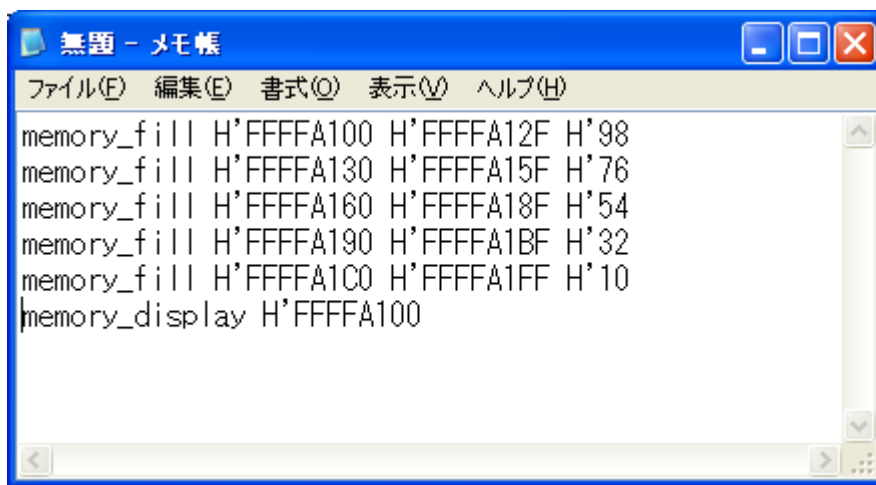 無題 - メモ帳
ファイル(F) 編集(E) 書式(O) 表示(V) ヘルプ(H)
memory_fill H'FFFFA100 H'FFFFA12F H'98
memory_fill H'FFFFA130 H'FFFFA15F H'76
memory_fill H'FFFFA160 H'FFFFA18F H'54
memory_fill H'FFFFA190 H'FFFFA1BF H'32
memory_fill H'FFFFA1C0 H'FFFFA1FF H'10
memory_display H'FFFFA100